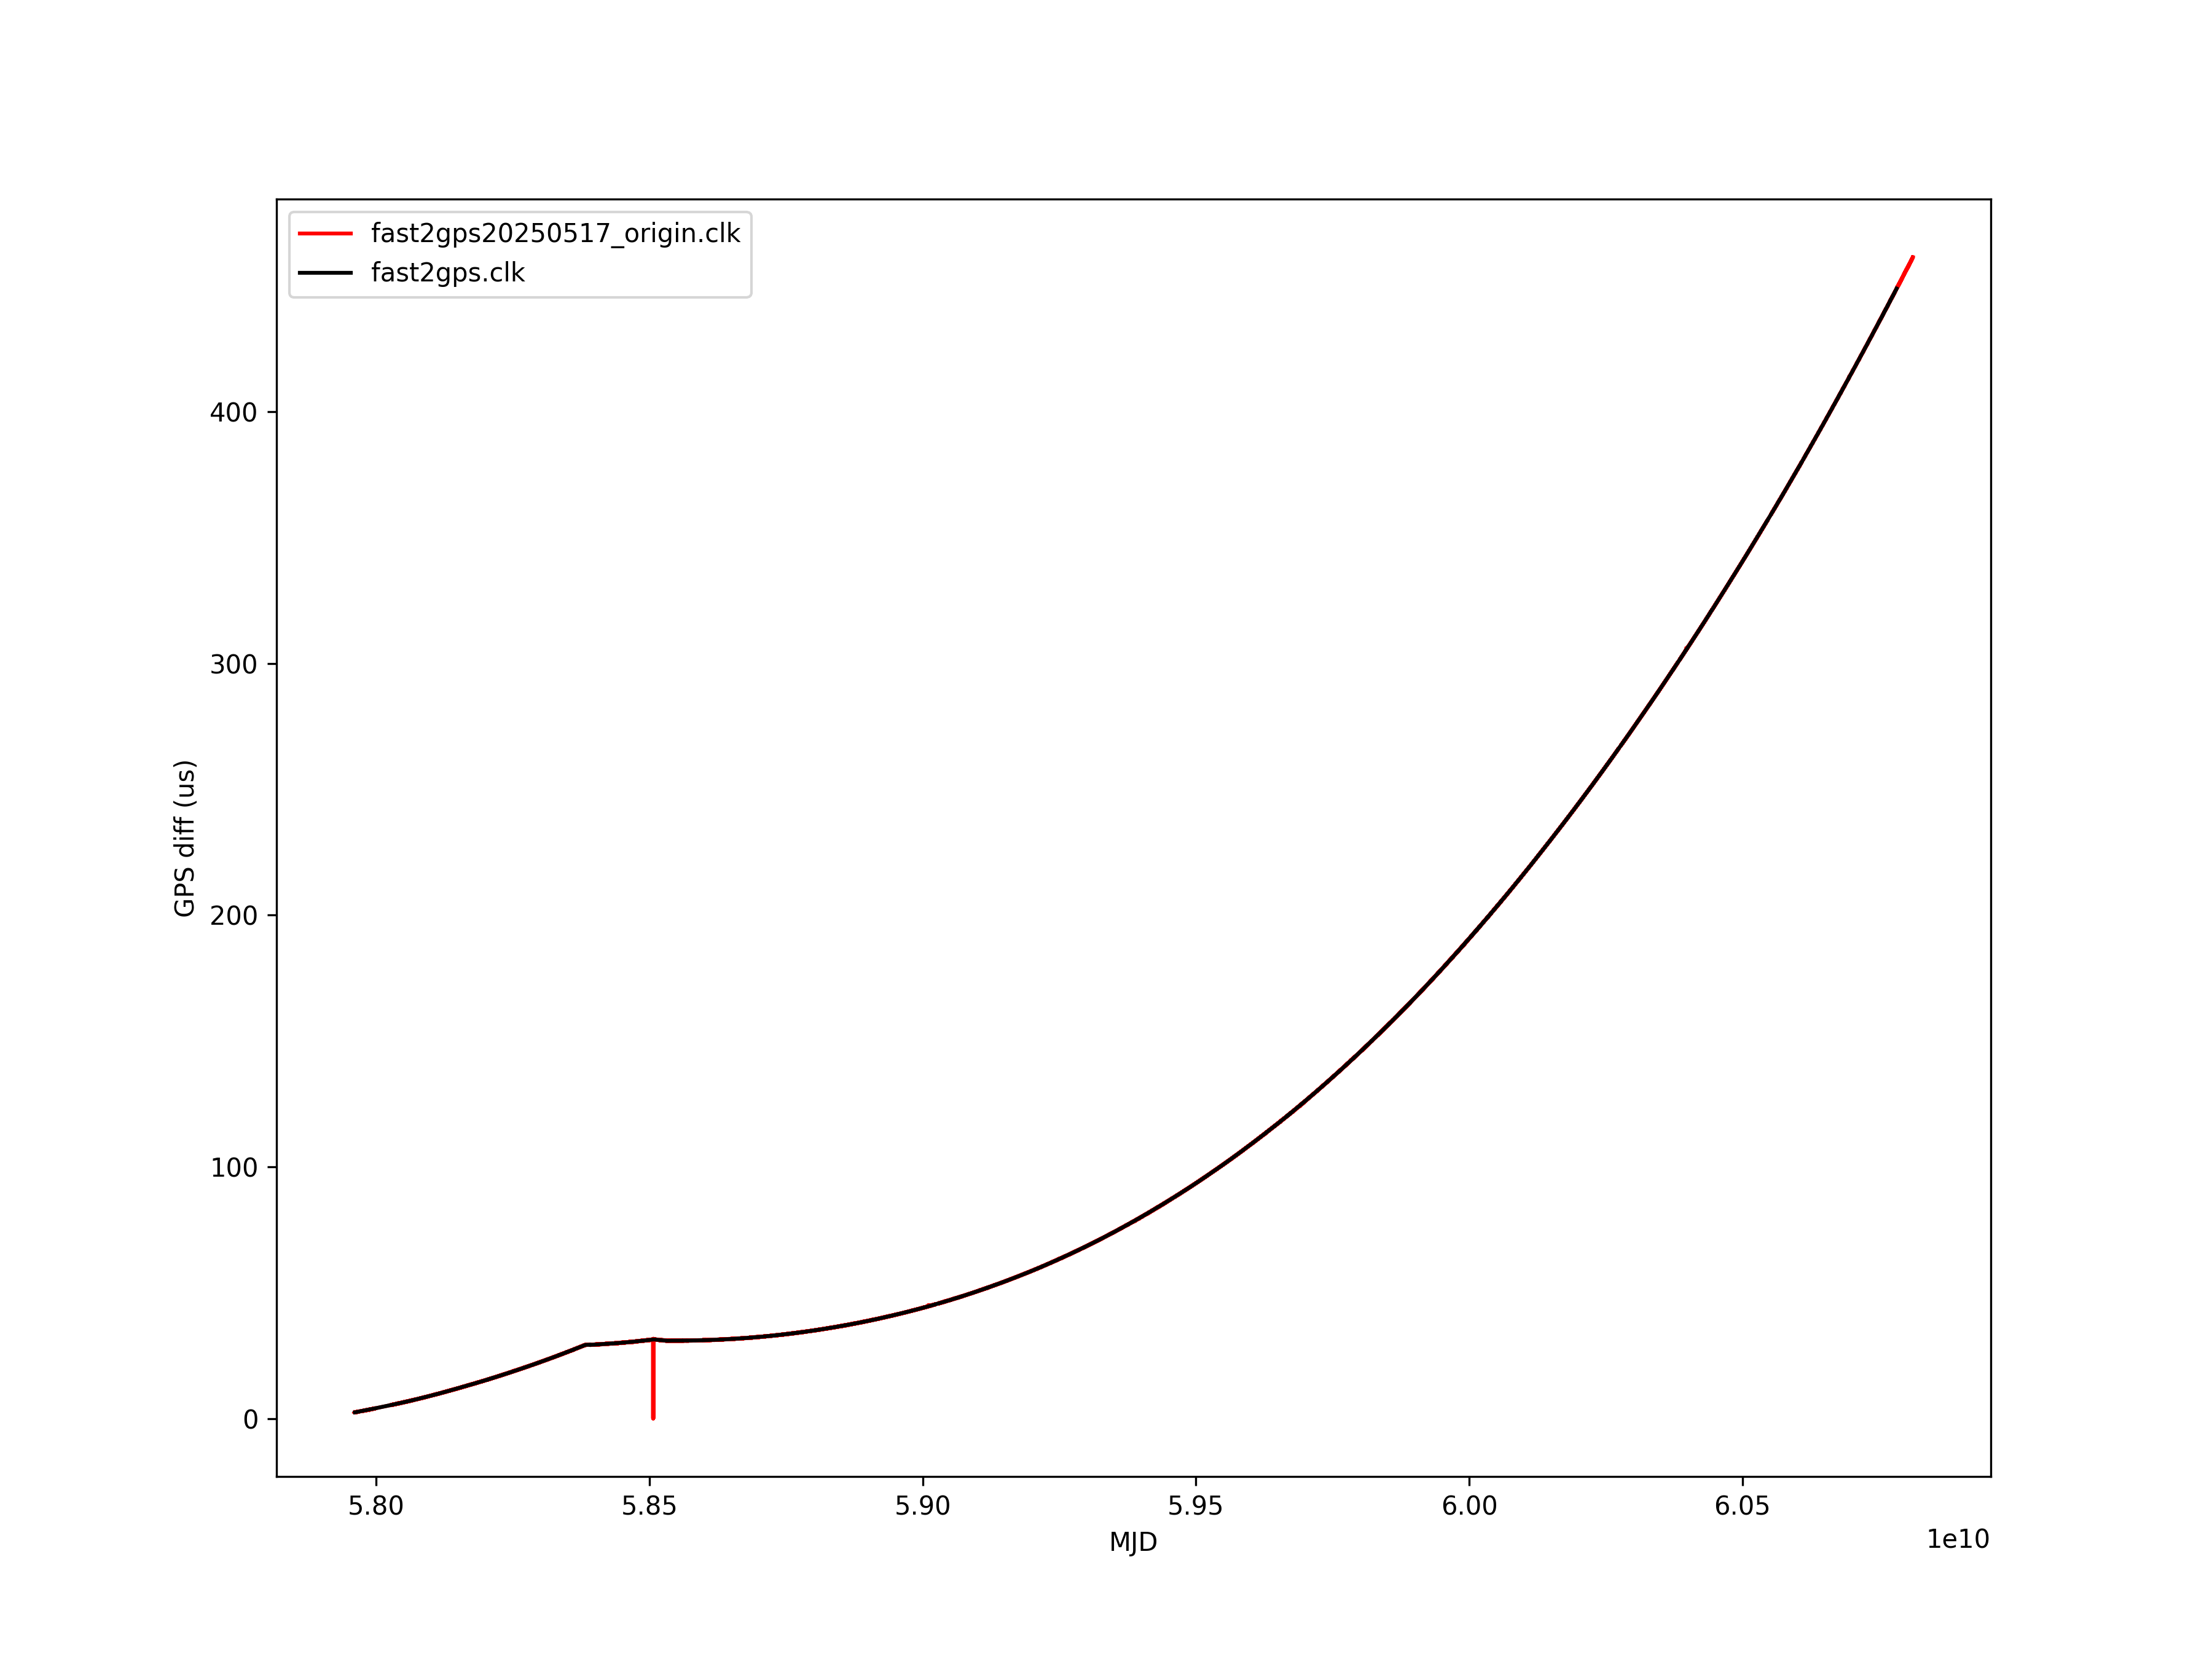 fast2gps20250517_origin.clk
fast2gps.clk
GPS diff (us)
400
300
200
100
0
5.80 5.85 5.90 5.95 6.00 6.05
MJD
1e10